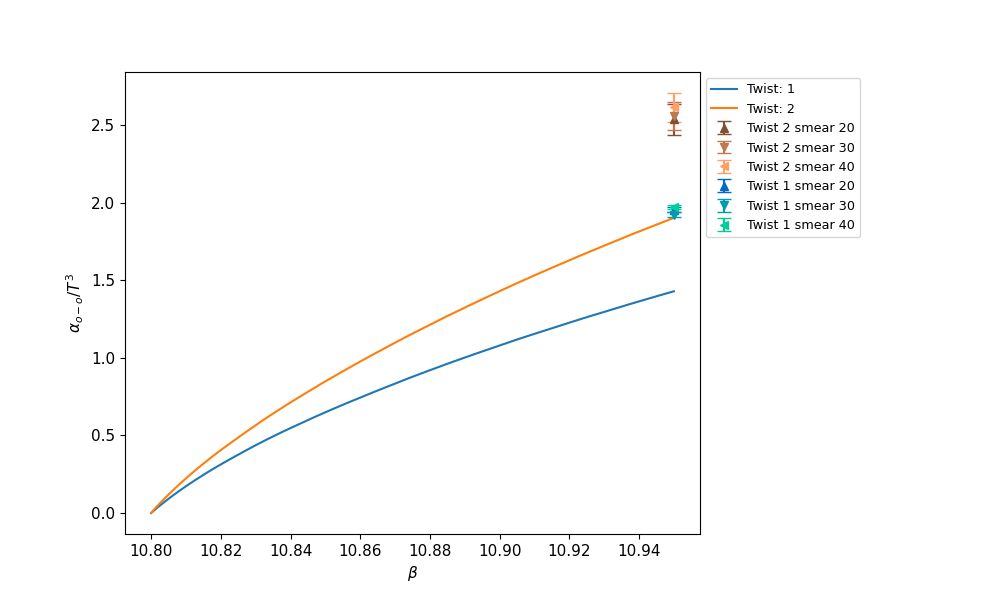 2.5
2.0
1.5
1.0
0.5
0.0
α_{o−o}/T^3
10.80 10.82 10.84 10.86 10.88 10.90 10.92 10.94
β
Twist: 1
Twist: 2
Twist 2 smear 20
Twist 2 smear 30
Twist 2 smear 40
Twist 1 smear 20
Twist 1 smear 30
Twist 1 smear 40